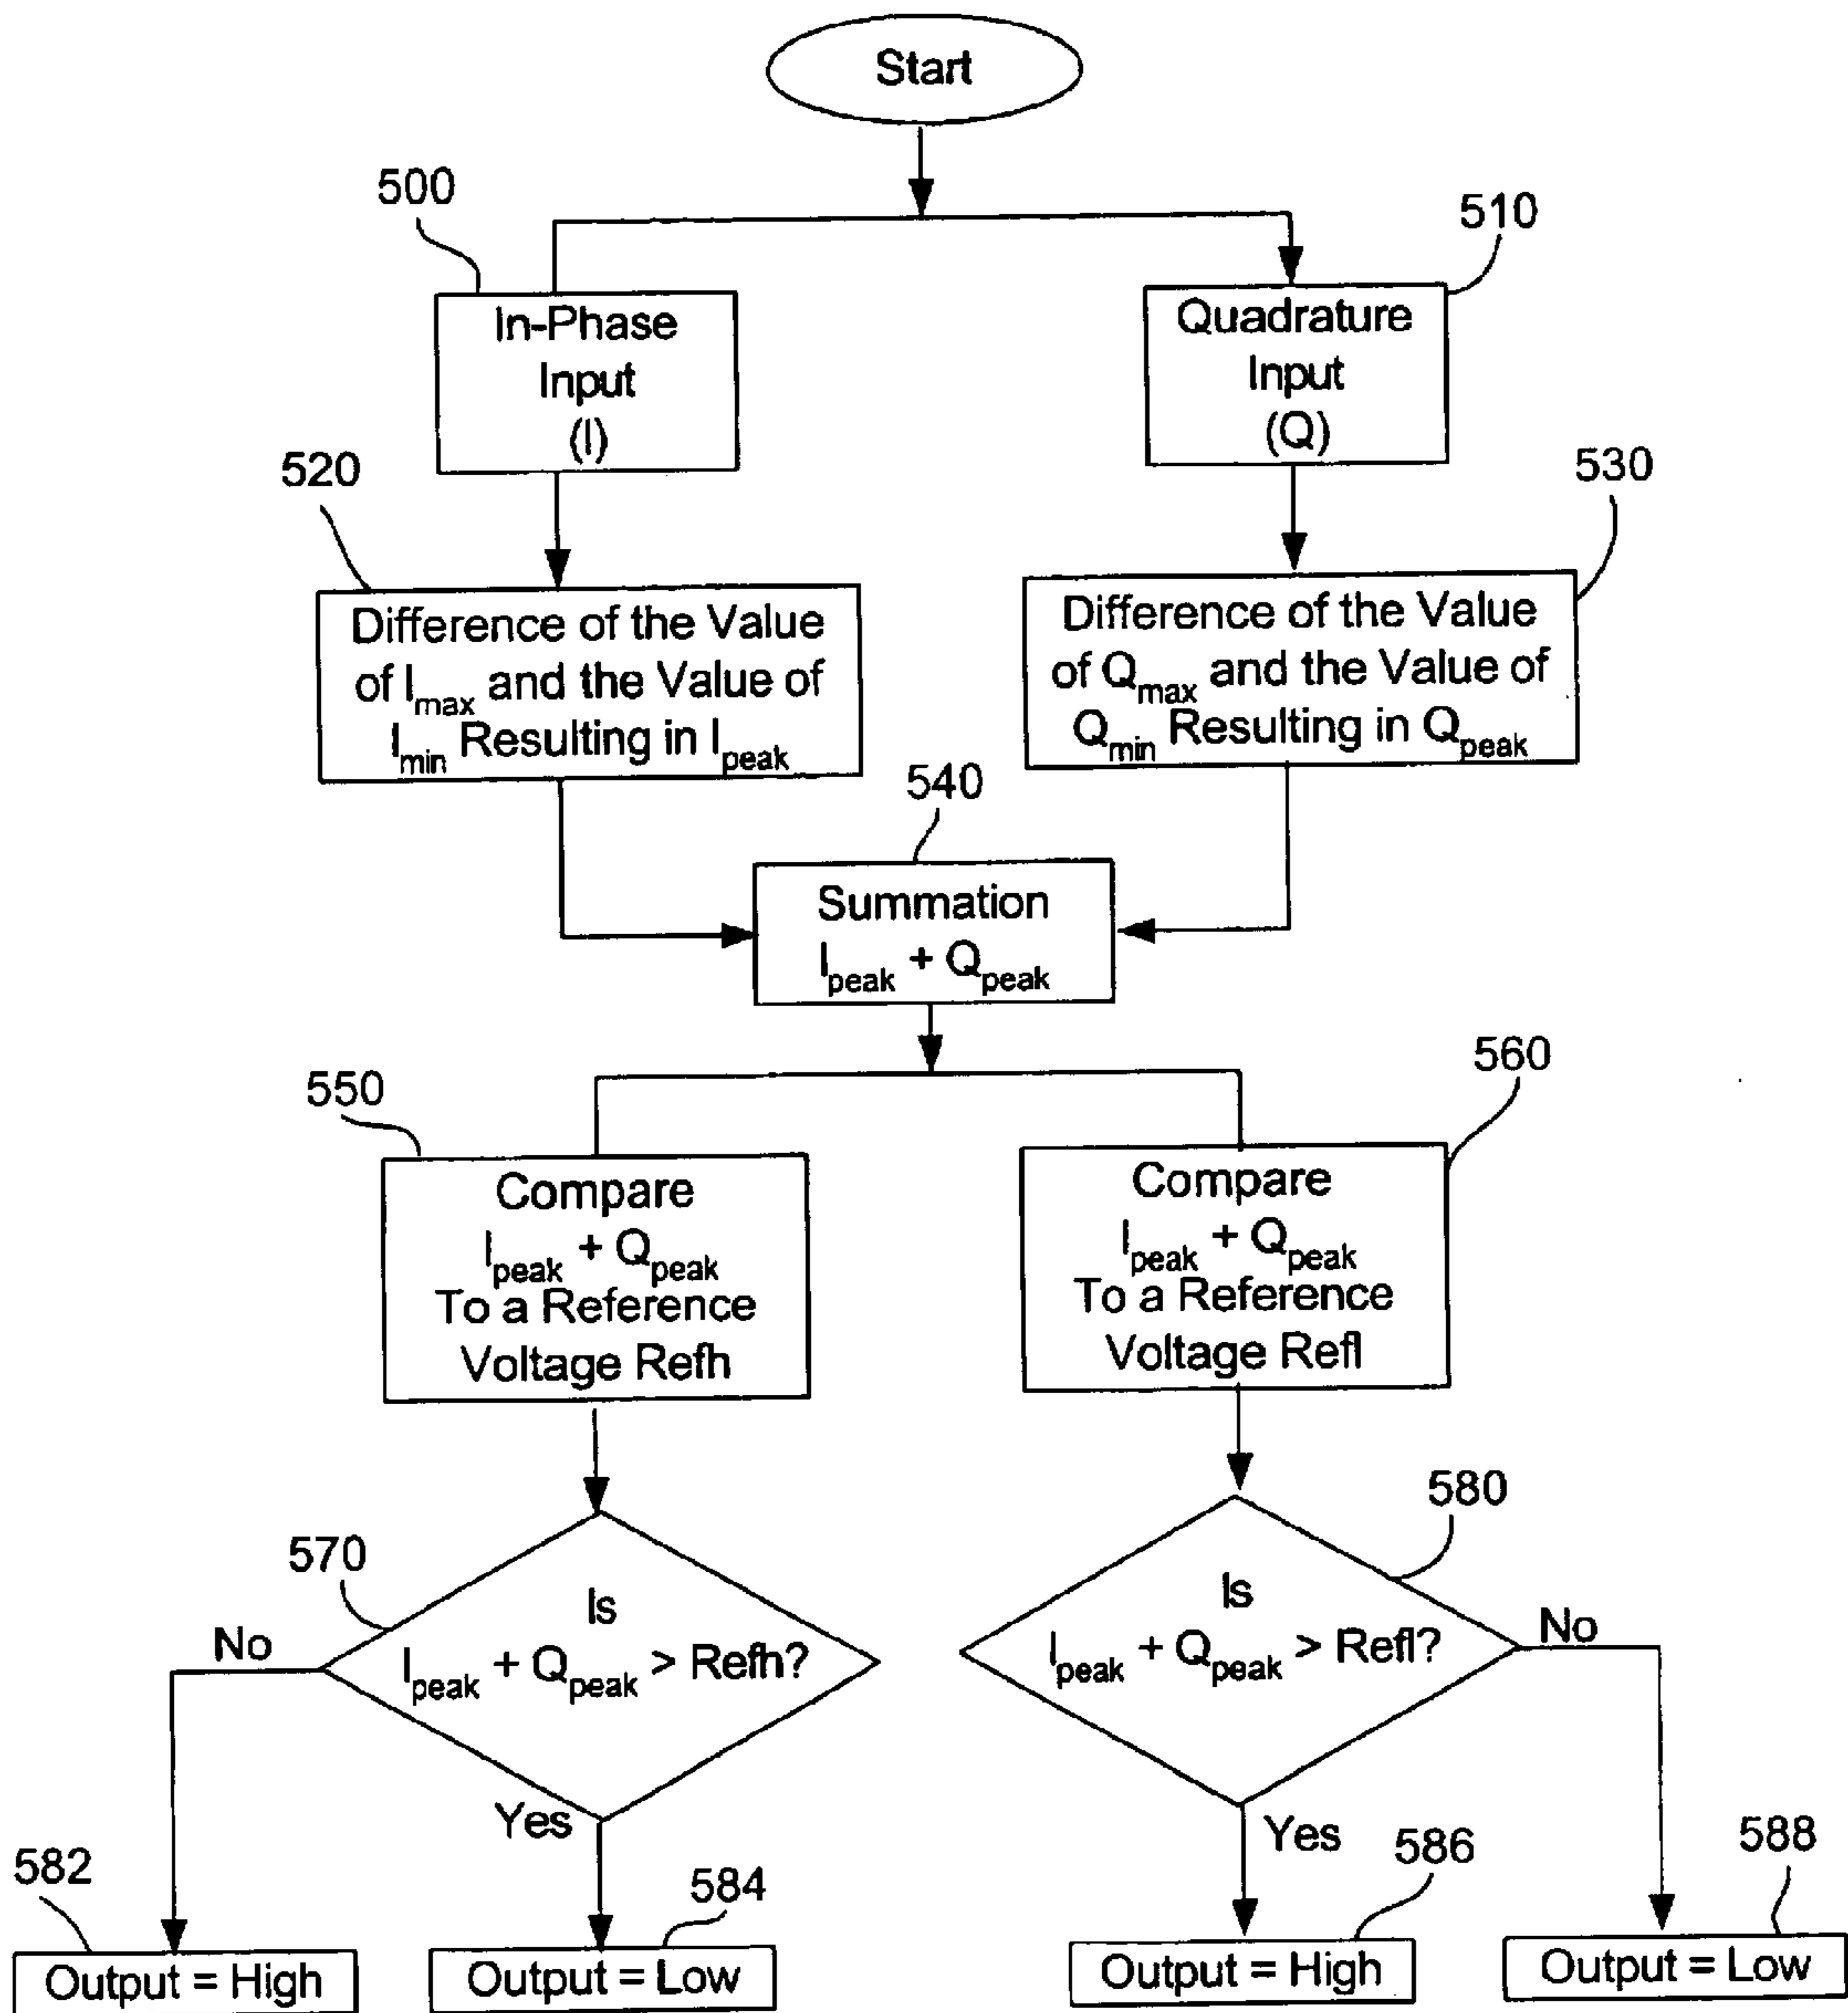 Start
500
510
In-Phase
Input
(I)
Quadrature
Input
(Q)
520
530
Difference of the Value
of Imax and the Value of
Imin Resulting in Ipeak
Difference of the Value
of Qmax and the Value of
Qmin Resulting in Qpeak
540
Summation
Ipeak + Qpeak
550
560
Compare
Ipeak + Qpeak
To a Reference
Voltage Refh
Compare
Ipeak + Qpeak
To a Reference
Voltage Refl
570
580
Is
Ipeak + Qpeak > Refh?
Is
Ipeak + Qpeak > Refl?
No
No
Yes
Yes
582
584
586
588
Output = High
Output = Low
Output = High
Output = Low